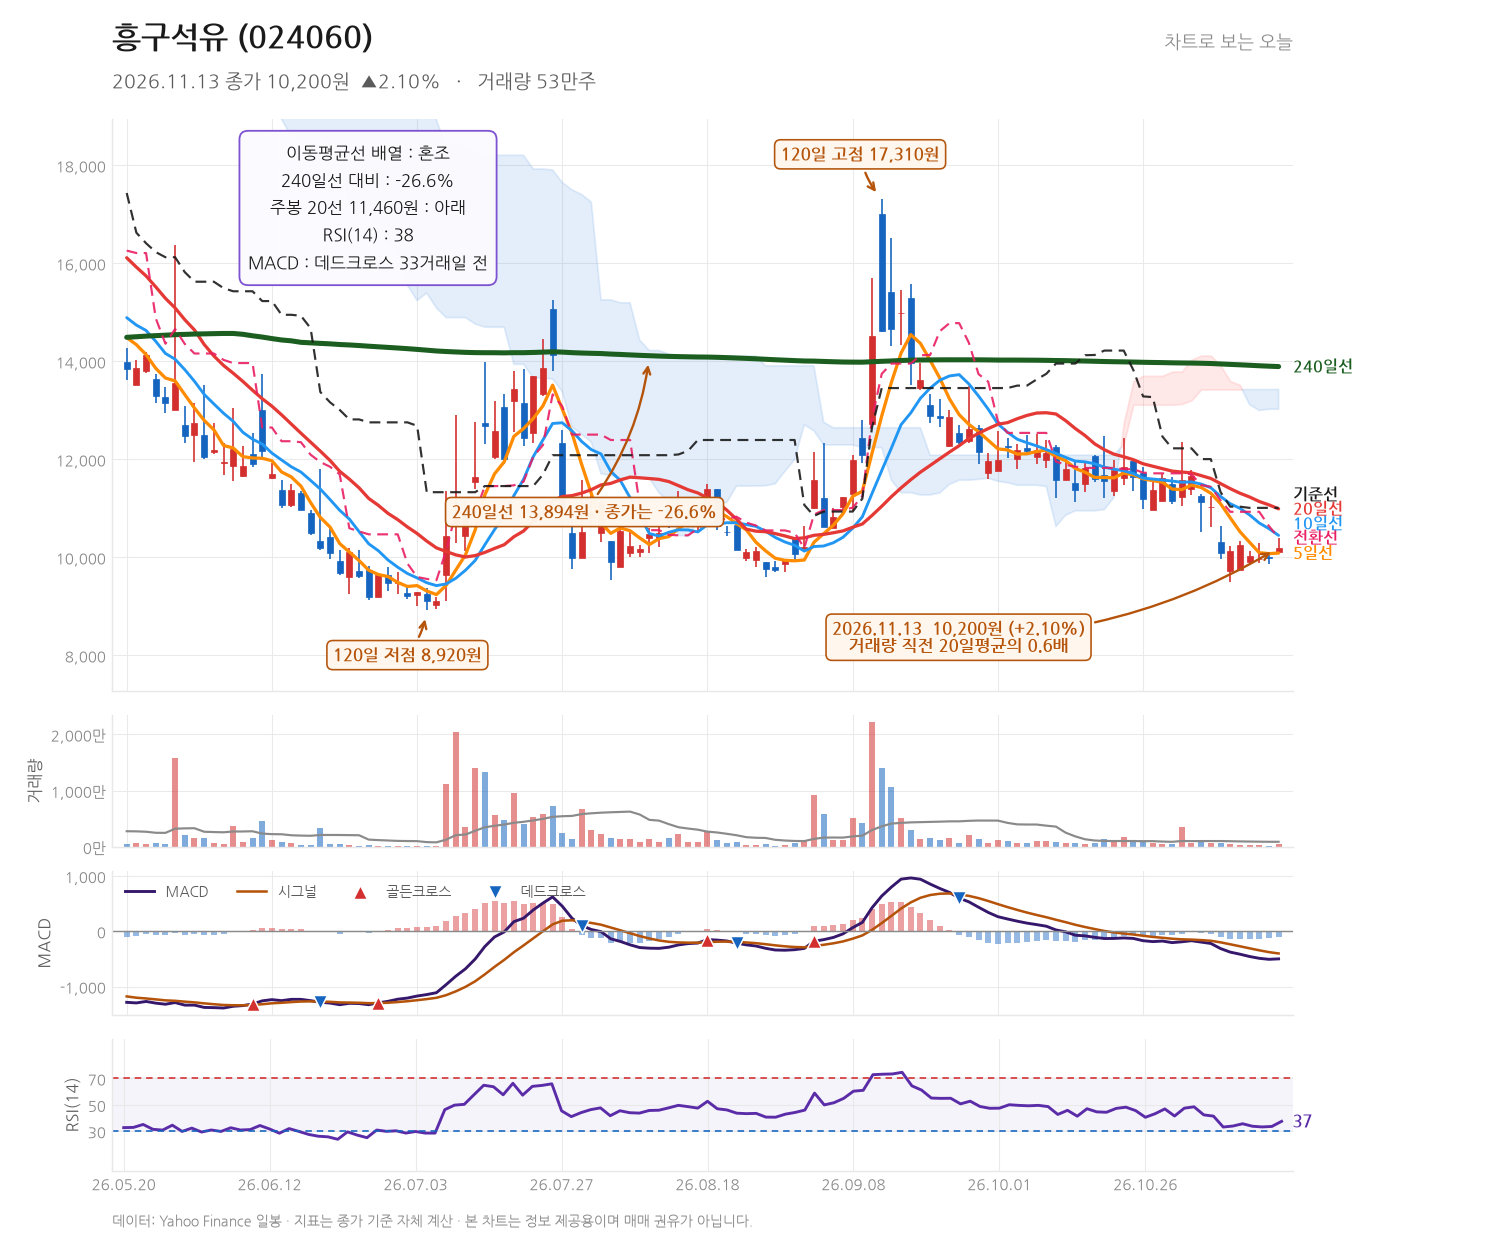 흥구석유 (024060)
차트로 보는 오늘
2026.11.13 종가 10,200원 ▲2.10% · 거래량 53만주
이동평균선 배열 : 혼조
240일선 대비 : -26.6%
주봉 20선 11,460원 : 아래
RSI(14) : 38
MACD : 데드크로스 33거래일 전
120일 고점 17,310원
18,000
16,000
14,000
12,000
10,000
8,000
240일선
기준선
20일선
10일선
전환선
5일선
240일선 13,894원 · 종가는 -26.6%
120일 저점 8,920원
2026.11.13 10,200원 (+2.10%)
거래량 직전 20일평균의 0.6배
거래량
2,000만
1,000만
0만
MACD
1,000
0
-1,000
MACD
시그널
골든크로스
데드크로스
RSI(14)
70
50
30
37
26.05.20
26.06.12
26.07.03
26.07.27
26.08.18
26.09.08
26.10.01
26.10.26
데이터: Yahoo Finance 일봉 · 지표는 종가 기준 자체 계산 · 본 차트는 정보 제공용이며 매매 권유가 아닙니다.